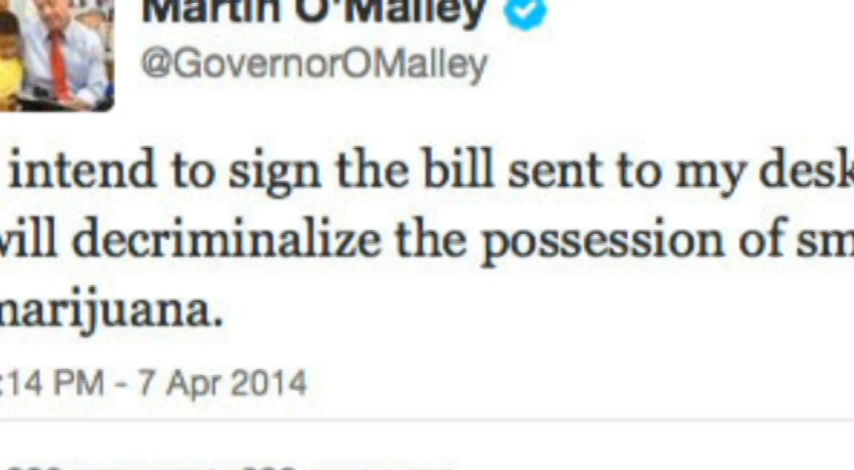 Martin O'Malley
@GovernorOMalley
intend to sign the bill sent to my desk
will decriminalize the possession of sm
marijuana.
:14 PM - 7 Apr 2014